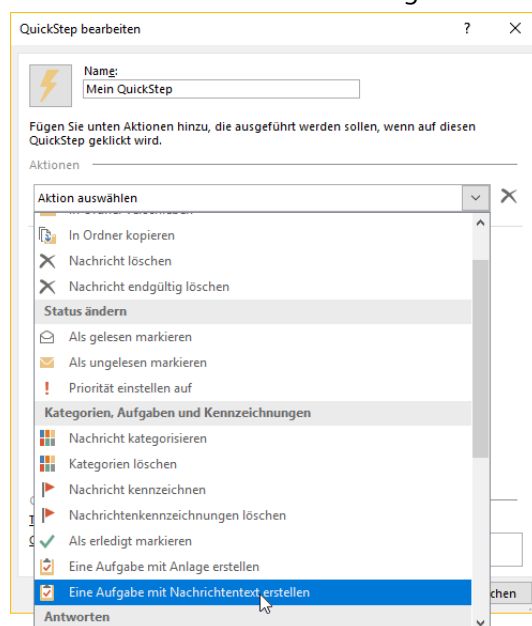 QuickStep bearbeiten ? ×
Name:
Mein QuickStep
Fügen Sie unten Aktionen hinzu, die ausgeführt werden sollen, wenn auf diesen
QuickStep geklickt wird.
Aktionen
Aktion auswählen
In Ordner verschieben
In Ordner kopieren
Nachricht löschen
Nachricht endgültig löschen
Status ändern
Als gelesen markieren
Als ungelesen markieren
Priorität einstellen auf
Kategorien, Aufgaben und Kennzeichnungen
Nachricht kategorisieren
Kategorien löschen
Nachricht kennzeichnen
Nachrichtenkennzeichnungen löschen
Als erledigt markieren
Eine Aufgabe mit Anlage erstellen
Eine Aufgabe mit Nachrichtentext erstellen
chen
Antworten